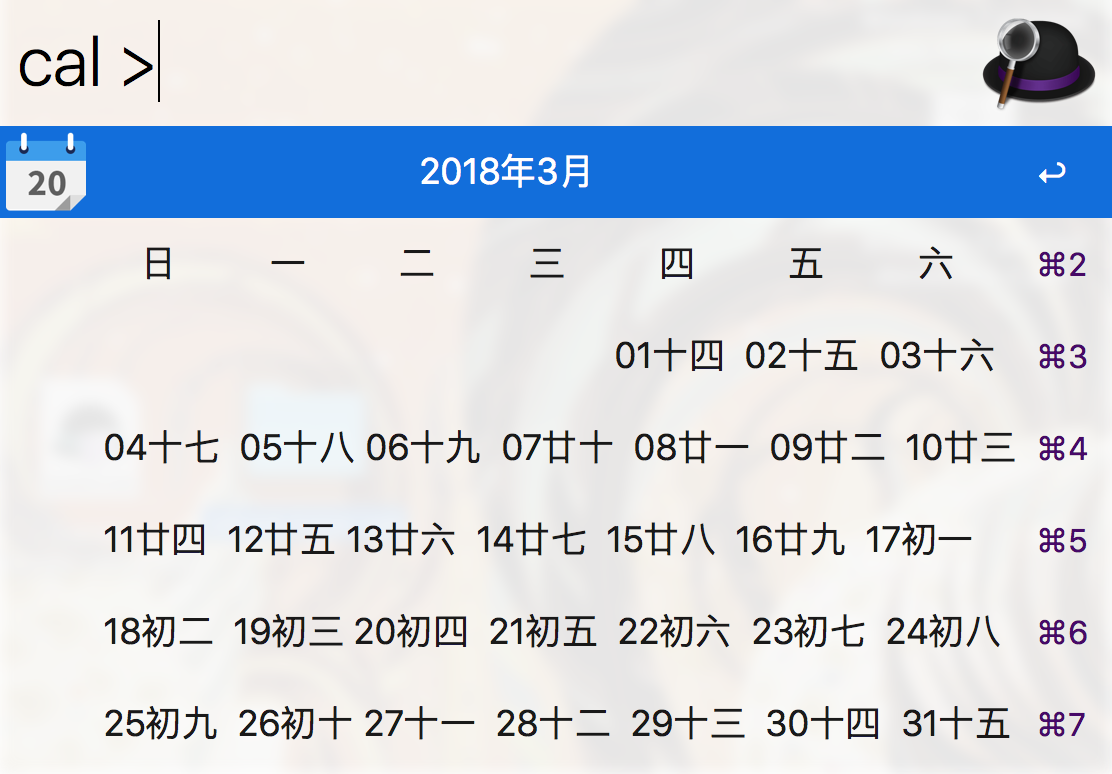 cal >
20
2018年3月 ↩
日 一 二 三 四 五 六 ⌘2
01十四 02十五 03十六 ⌘3
04十七 05十八 06十九 07廿十 08廿一 09廿二 10廿三 ⌘4
11廿四 12廿五 13廿六 14廿七 15廿八 16廿九 17初一 ⌘5
18初二 19初三 20初四 21初五 22初六 23初七 24初八 ⌘6
25初九 26初十 27十一 28十二 29十三 30十四 31十五 ⌘7